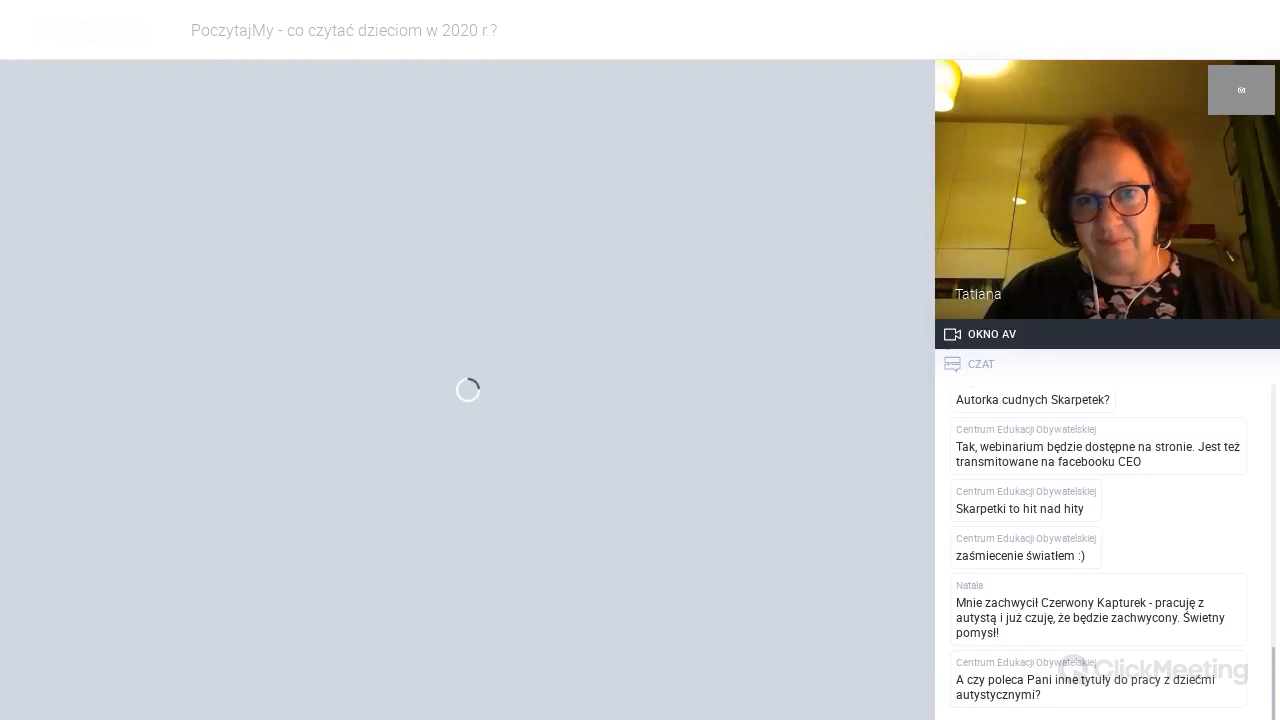 PoczytajMy - co czytać dzieciom w 2020 r.?
Tatiana
OKNO AV
CZAT
Autorka cudnych Skarpetek?
Centrum Edukacji Obywatelskiej
Tak, webinarium będzie dostępne na stronie. Jest też
transmitowane na facebooku CEO
Centrum Edukacji Obywatelskiej
Skarpetki to hit nad hity
Centrum Edukacji Obywatelskiej
zaśmiecenie światłem :)
Natala
Mnie zachwycił Czerwony Kapturek - pracuję z
autystą i już czuję, że będzie zachwycony. Świetny
pomysł!
Centrum Edukacji Obywatelskiej
ClickMeeting
A czy poleca Pani inne tytuły do pracy z dziećmi
autystycznymi?